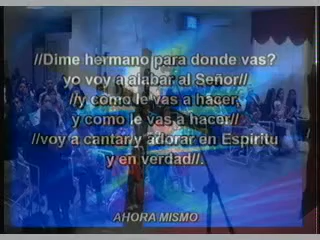 //Dime hermano para donde vas?
yo voy a alabar al Señor//
//y como le vas a hacer,
y como le vas a hacer//
//voy a cantar y adorar en Espiritu
y en verdad//.
AHORA MISMO